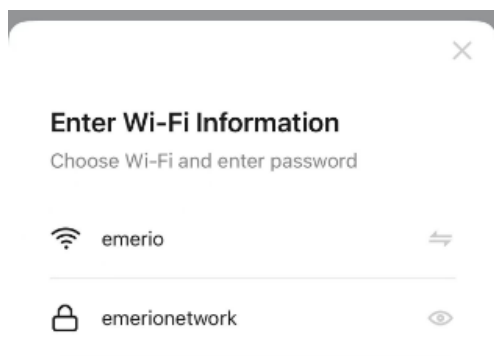 Enter Wi-Fi Information
Choose Wi-Fi and enter password
emerio
emerionetwork